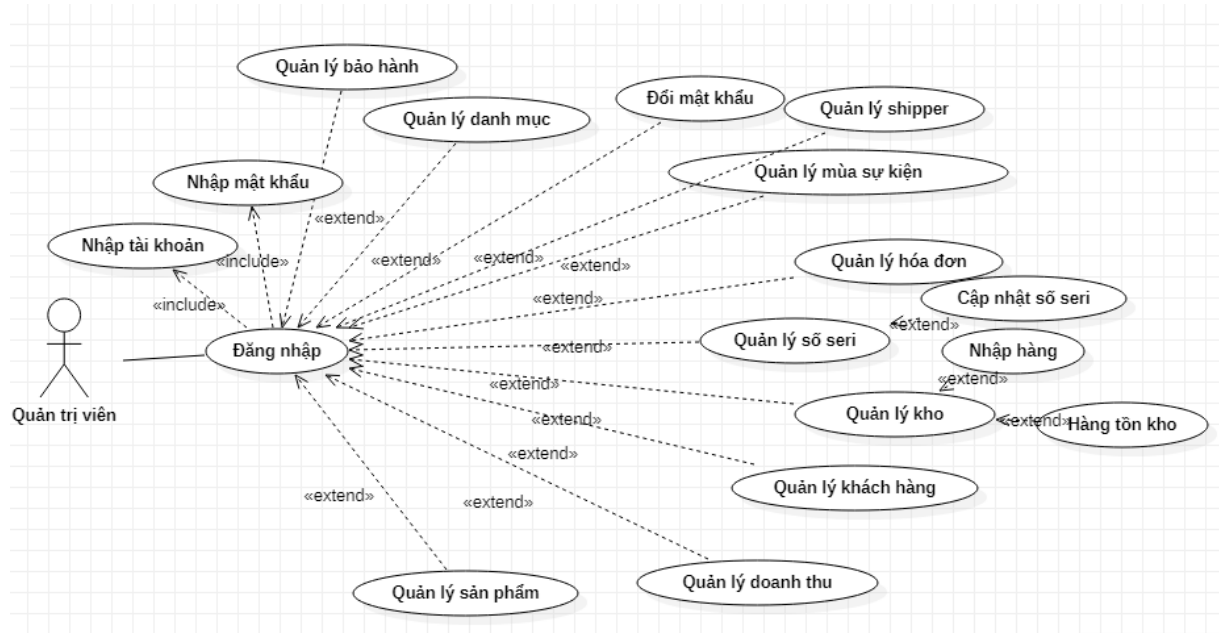 Quản lý bảo hành
Đổi mật khẩu
Quản lý shipper
Quản lý danh mục
Quản lý mùa sự kiện
Nhập mật khẩu
«extend»
Nhập tài khoản
«include»
«extend»
«extend»
«extend»
Quản lý hóa đơn
«include»
«extend»
Cập nhật số seri
«extend»
Quản lý số seri
«extend»
Đăng nhập
Nhập hàng
«extend»
«extend»
Quản trị viên
Quản lý kho
«extend»
«extend»
Hàng tồn kho
«extend»
Quản lý khách hàng
«extend»
«extend»
Quản lý doanh thu
Quản lý sản phẩm